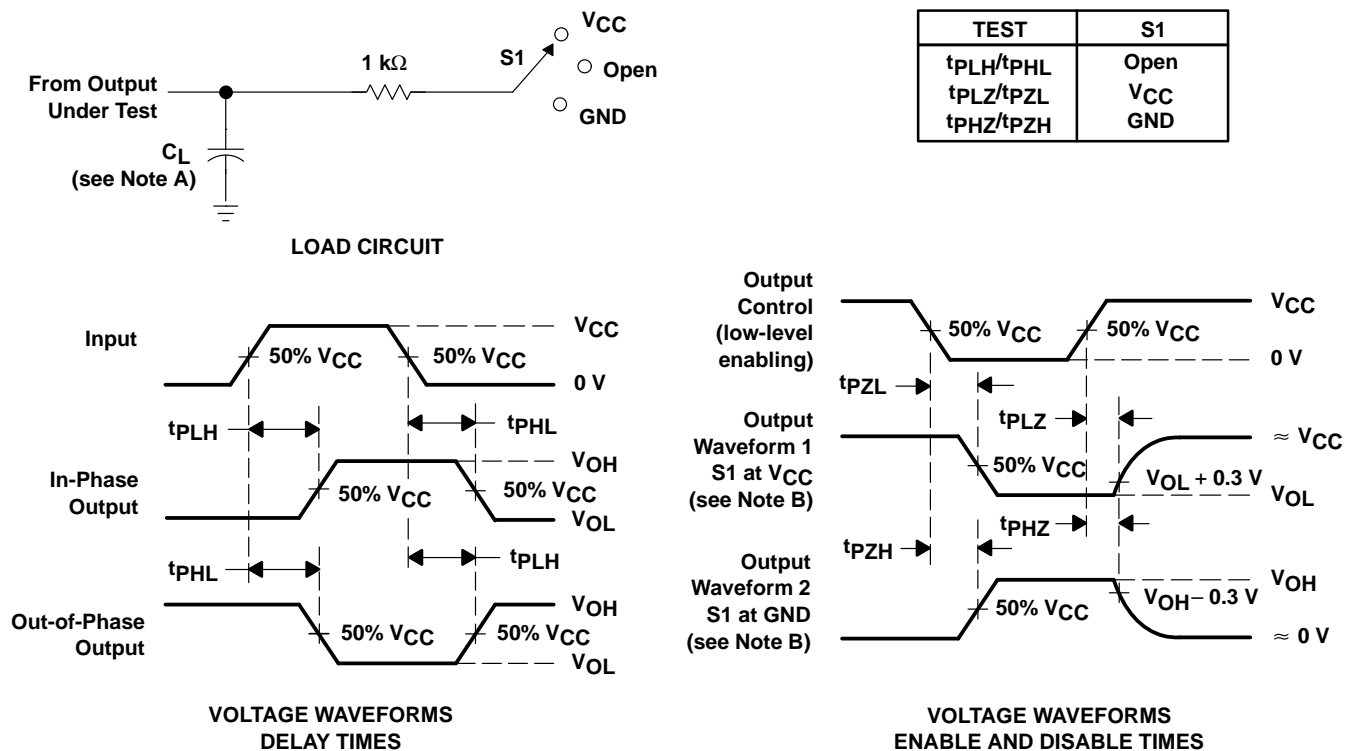 VCC
S1
1 kΩ
Open
GND
From Output
Under Test
CL
(see Note A)
LOAD CIRCUIT
TEST S1
tPLH/tPHL Open
tPLZ/tPZL VCC
tPHZ/tPZH GND
Input
50% VCC
50% VCC
VCC
0 V
tPLH
tPHL
In-Phase
Output
50% VCC
50% VCC
VOH
VOL
tPHL
tPLH
Out-of-Phase
Output
50% VCC
50% VCC
VOH
VOL
VOLTAGE WAVEFORMS
DELAY TIMES
Output
Control
(low-level
enabling)
50% VCC
50% VCC
VCC
0 V
tPZL
tPLZ
Output
Waveform 1
S1 at VCC
(see Note B)
50% VCC
VOL + 0.3 V
≈ VCC
VOL
tPZH
tPHZ
Output
Waveform 2
S1 at GND
(see Note B)
50% VCC
VOH − 0.3 V
VOH
≈ 0 V
VOLTAGE WAVEFORMS
ENABLE AND DISABLE TIMES